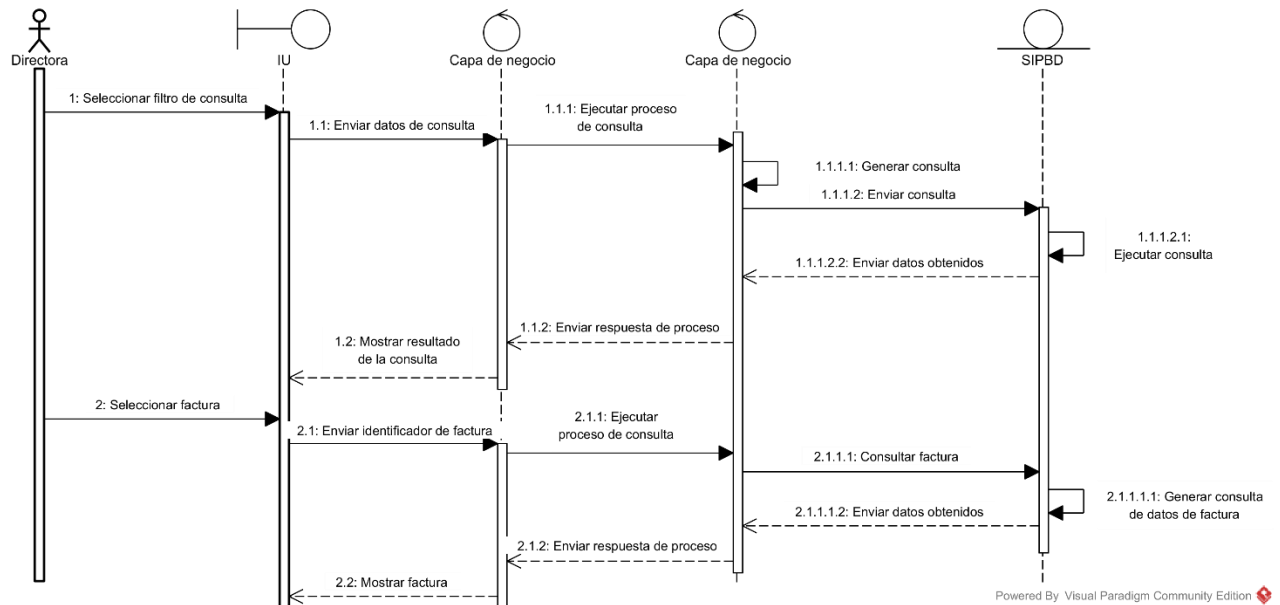 Directora
IU
Capa de negocio
Capa de negocio
SIPBD
1: Seleccionar filtro de consulta
1.1: Enviar datos de consulta
1.1.1: Ejecutar proceso
de consulta
1.1.1.1: Generar consulta
1.1.1.2: Enviar consulta
1.1.1.2.1:
Ejecutar consulta
1.1.1.2.2: Enviar datos obtenidos
1.1.2: Enviar respuesta de proceso
1.2: Mostrar resultado
de la consulta
2: Seleccionar factura
2.1: Enviar identificador de factura
2.1.1: Ejecutar
proceso de consulta
2.1.1.1: Consultar factura
2.1.1.1.1: Generar consulta
de datos de factura
2.1.1.1.2: Enviar datos obtenidos
2.1.2: Enviar respuesta de proceso
2.2: Mostrar factura
Powered By Visual Paradigm Community Edition